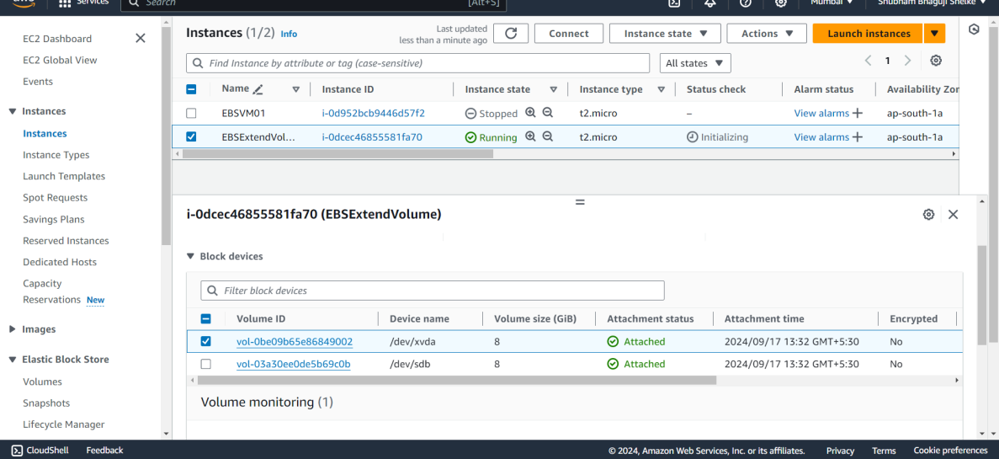 Services
Search
[Alt+S]
Mumbai
Shubham Bhaguji Shelke
EC2 Dashboard
EC2 Global View
Events
Instances
Instances
Instance Types
Launch Templates
Spot Requests
Savings Plans
Reserved Instances
Dedicated Hosts
Capacity
Reservations New
Images
Elastic Block Store
Volumes
Snapshots
Lifecycle Manager
Instances (1/2) Info
Last updated
less than a minute ago
Connect
Instance state
Actions
Launch instances
Find Instance by attribute or tag (case-sensitive)
All states
1
Name Instance ID Instance state Instance type Status check Alarm status Availability Zon
EBSVM01 i-0d952bcb9446d57f2 Stopped t2.micro – View alarms + ap-south-1a
EBSExtendVol... i-0dcec46855581fa70 Running t2.micro Initializing View alarms + ap-south-1a
i-0dcec46855581fa70 (EBSExtendVolume)
Block devices
Filter block devices
Volume ID Device name Volume size (GiB) Attachment status Attachment time Encrypted
vol-0be09b65e86849002 /dev/xvda 8 Attached 2024/09/17 13:32 GMT+5:30 No
vol-03a30ee0de5b69c0b /dev/sdb 8 Attached 2024/09/17 13:32 GMT+5:30 No
Volume monitoring (1)
CloudShell Feedback © 2024, Amazon Web Services, Inc. or its affiliates. Privacy Terms Cookie preferences